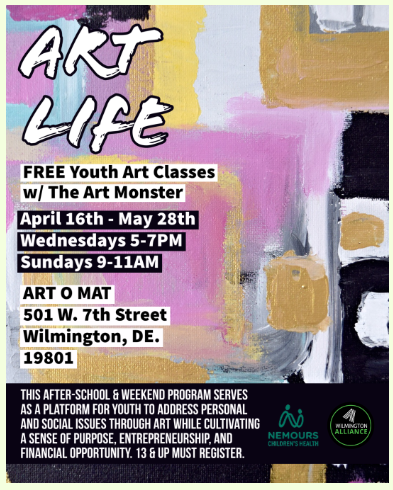 ART
LIFE
FREE Youth Art Classes
w/ The Art Monster
April 16th - May 28th
Wednesdays 5-7PM
Sundays 9-11AM
ART O MAT
501 W. 7th Street
Wilmington, DE.
19801
THIS AFTER-SCHOOL & WEEKEND PROGRAM SERVES
AS A PLATFORM FOR YOUTH TO ADDRESS PERSONAL
AND SOCIAL ISSUES THROUGH ART WHILE CULTIVATING
A SENSE OF PURPOSE, ENTREPRENEURSHIP, AND
FINANCIAL OPPORTUNITY. 13 & UP MUST REGISTER.
NEMOURS
CHILDREN'S HEALTH
WILMINGTON
ALLIANCE